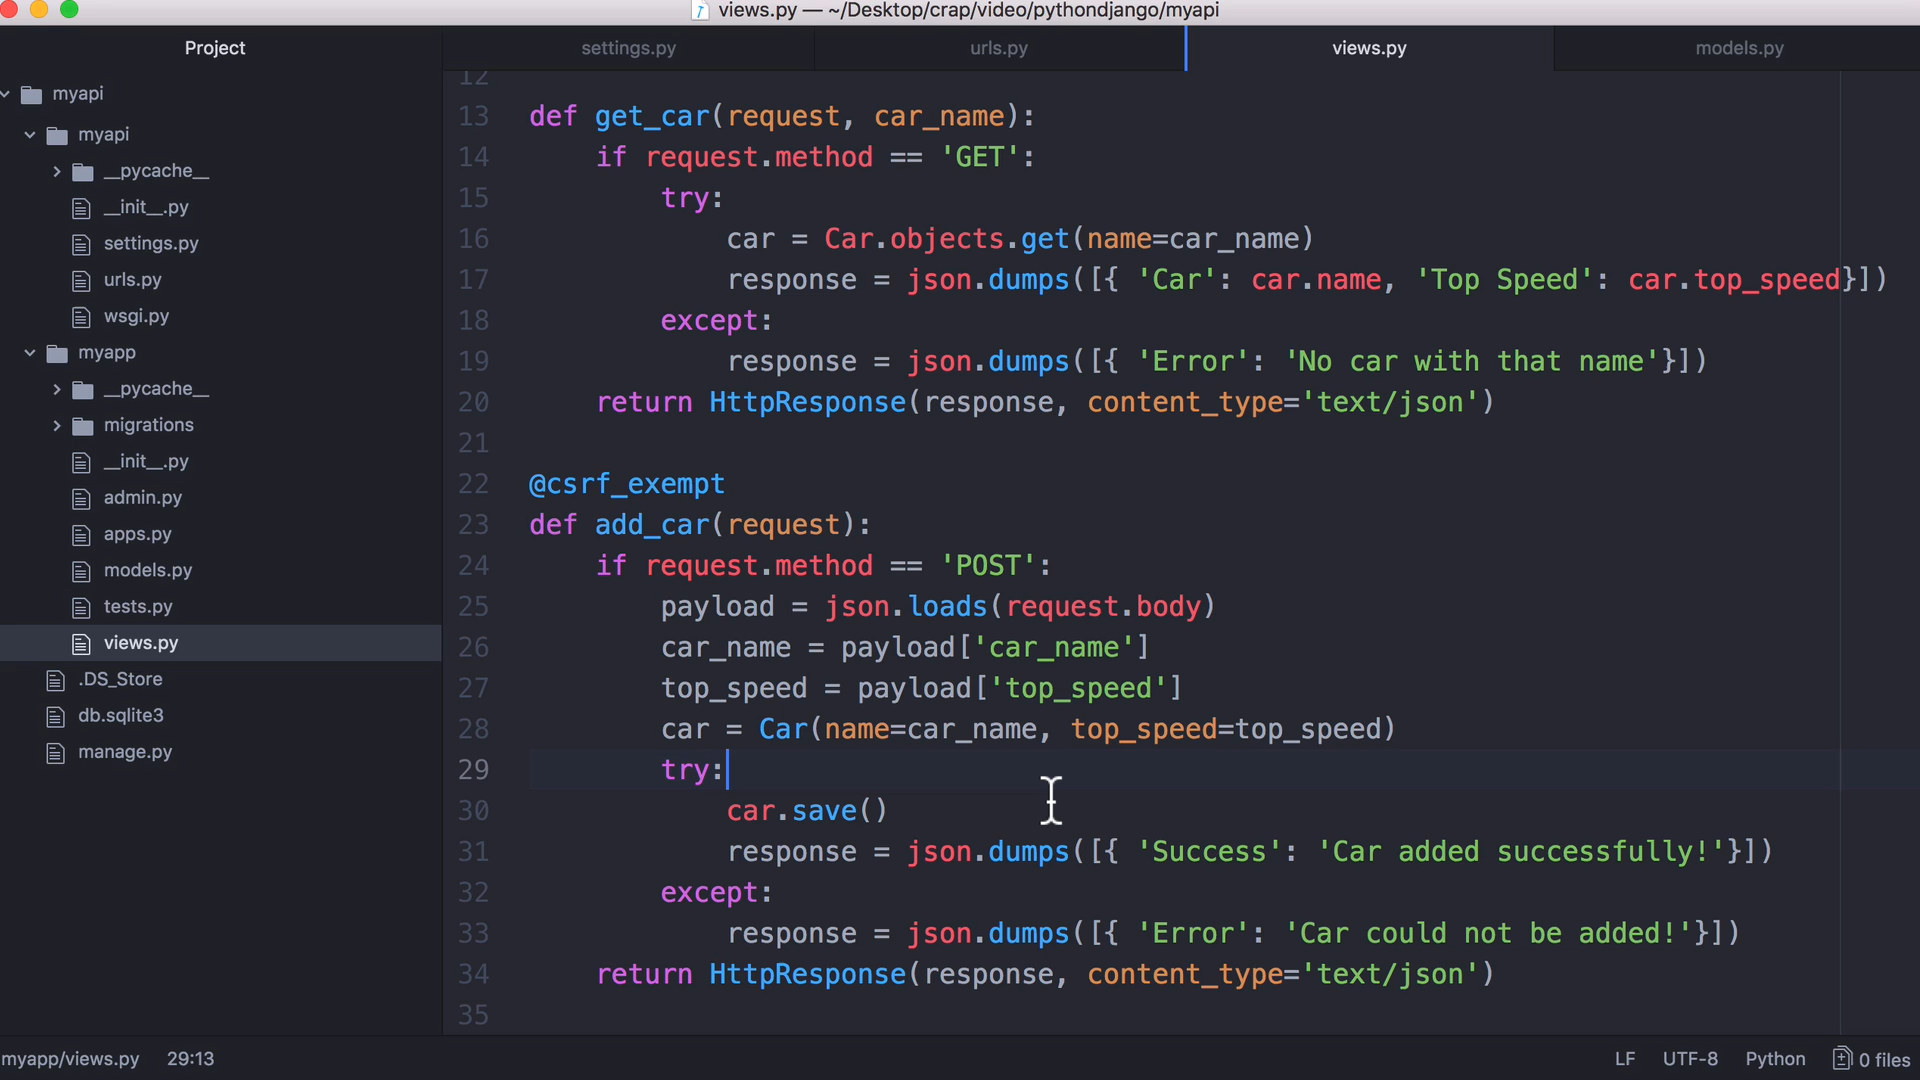 views.py — ~/Desktop/crap/video/pythondjango/myapi
Project
settings.py
urls.py
views.py
models.py
myapi
myapi
__pycache__
__init__.py
settings.py
urls.py
wsgi.py
myapp
__pycache__
migrations
__init__.py
admin.py
apps.py
models.py
tests.py
views.py
.DS_Store
db.sqlite3
manage.py
12
13 def get_car(request, car_name):
14 if request.method == 'GET':
15 try:
16 car = Car.objects.get(name=car_name)
17 response = json.dumps([{ 'Car': car.name, 'Top Speed': car.top_speed}])
18 except:
19 response = json.dumps([{ 'Error': 'No car with that name'}])
20 return HttpResponse(response, content_type='text/json')
21
22 @csrf_exempt
23 def add_car(request):
24 if request.method == 'POST':
25 payload = json.loads(request.body)
26 car_name = payload['car_name']
27 top_speed = payload['top_speed']
28 car = Car(name=car_name, top_speed=top_speed)
29 try:
30 car.save()
31 response = json.dumps([{ 'Success': 'Car added successfully!'}])
32 except:
33 response = json.dumps([{ 'Error': 'Car could not be added!'}])
34 return HttpResponse(response, content_type='text/json')
35
myapp/views.py 29:13
LF UTF-8 Python 0 files